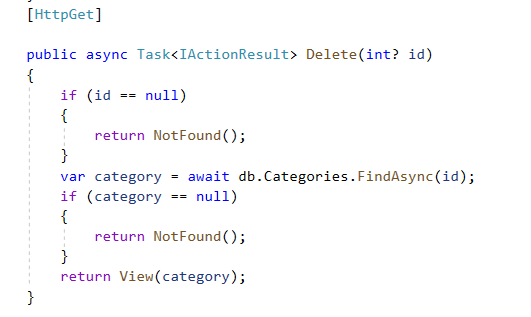 [HttpGet]
public async Task<IActionResult> Delete(int? id)
{
    if (id == null)
    {
        return NotFound();
    }
    var category = await db.Categories.FindAsync(id);
    if (category == null)
    {
        return NotFound();
    }
    return View(category);
}